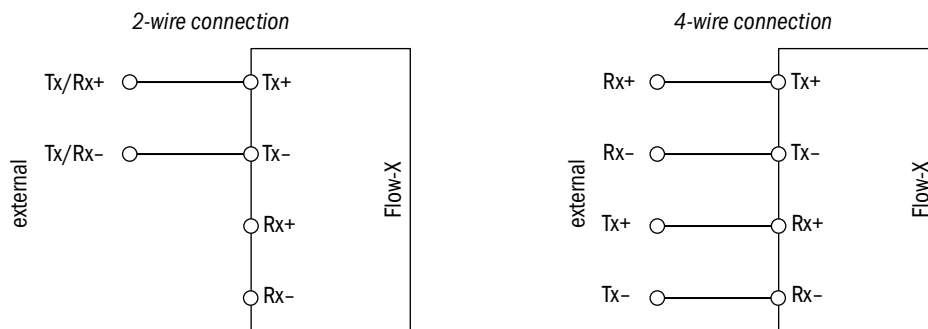 2-wire connection
Tx/Rx+ Tx+
Tx/Rx– Tx–
Rx+
Rx–
external
Flow-X
4-wire connection
Rx+ Tx+
Rx– Tx–
Tx+ Rx+
Tx– Rx–
external
Flow-X